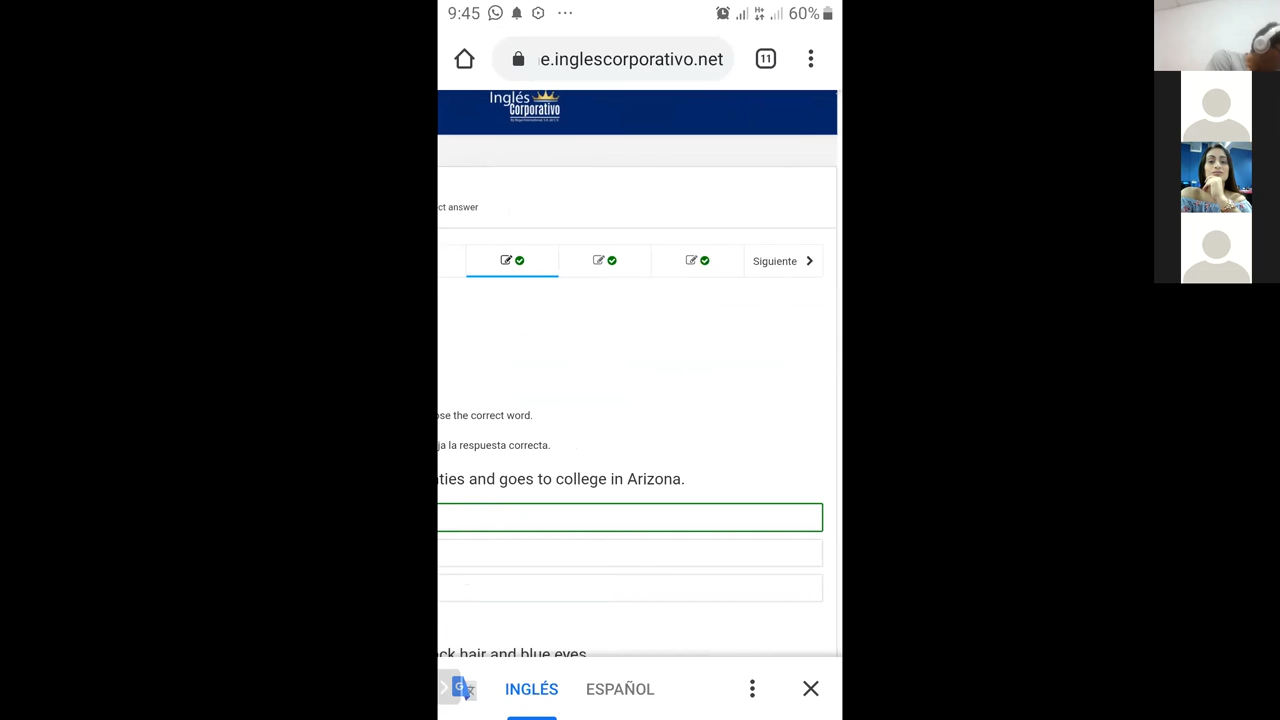 9:45
60%
e.inglescorporativo.net
11
Inglés
Corporativo
ct answer
Siguiente
ose the correct word.
ja la respuesta correcta.
nties and goes to college in Arizona.
ck hair and blue eyes
INGLÉS ESPAÑOL